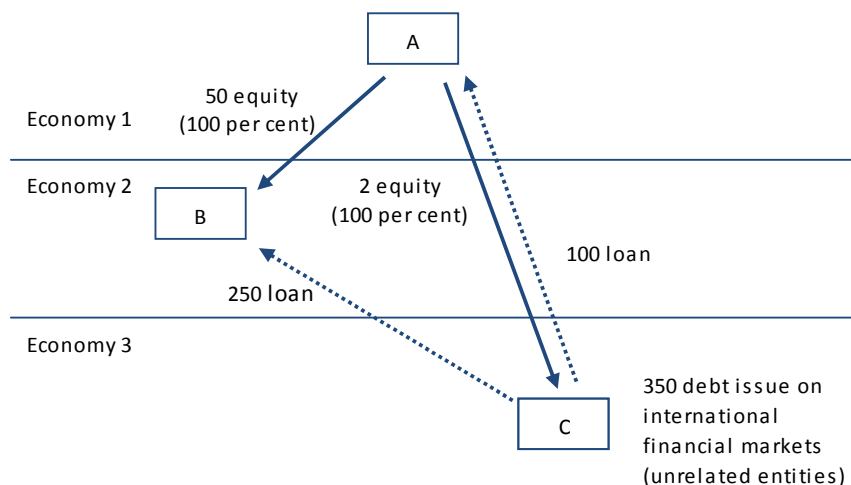 A
50 equity
(100 per cent)
Economy 1
Economy 2
2 equity
(100 per cent)
B
100 loan
250 loan
Economy 3
350 debt issue on
international
financial markets
(unrelated entities)
C